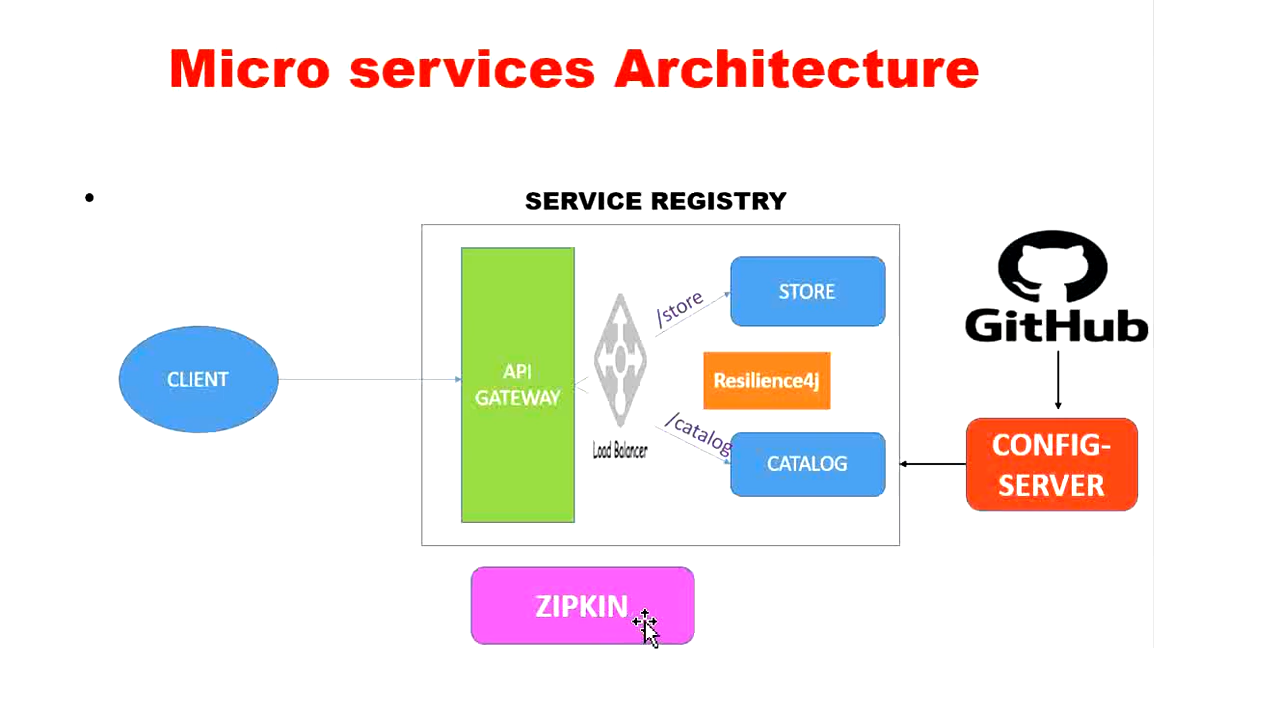 Micro services Architecture
•
SERVICE REGISTRY
CLIENT
API
GATEWAY
Load Balancer
/store
STORE
Resilience4j
/catalog
CATALOG
GitHub
CONFIG-
SERVER
ZIPKIN